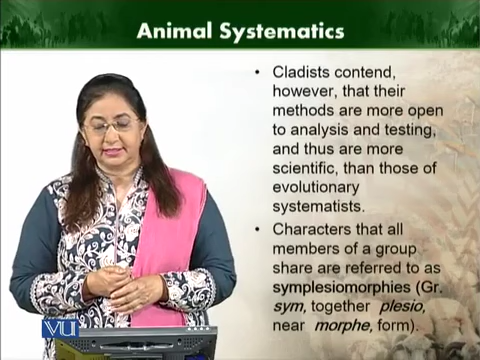 Animal Systematics
• Cladists contend,
however, that their
methods are more open
to analysis and testing,
and thus are more
scientific, than those of
evolutionary
systematists.
• Characters that all
members of a group
share are referred to as
symplesiomorphies (Gr.
sym, together plesio,
near morphe, form).
VU